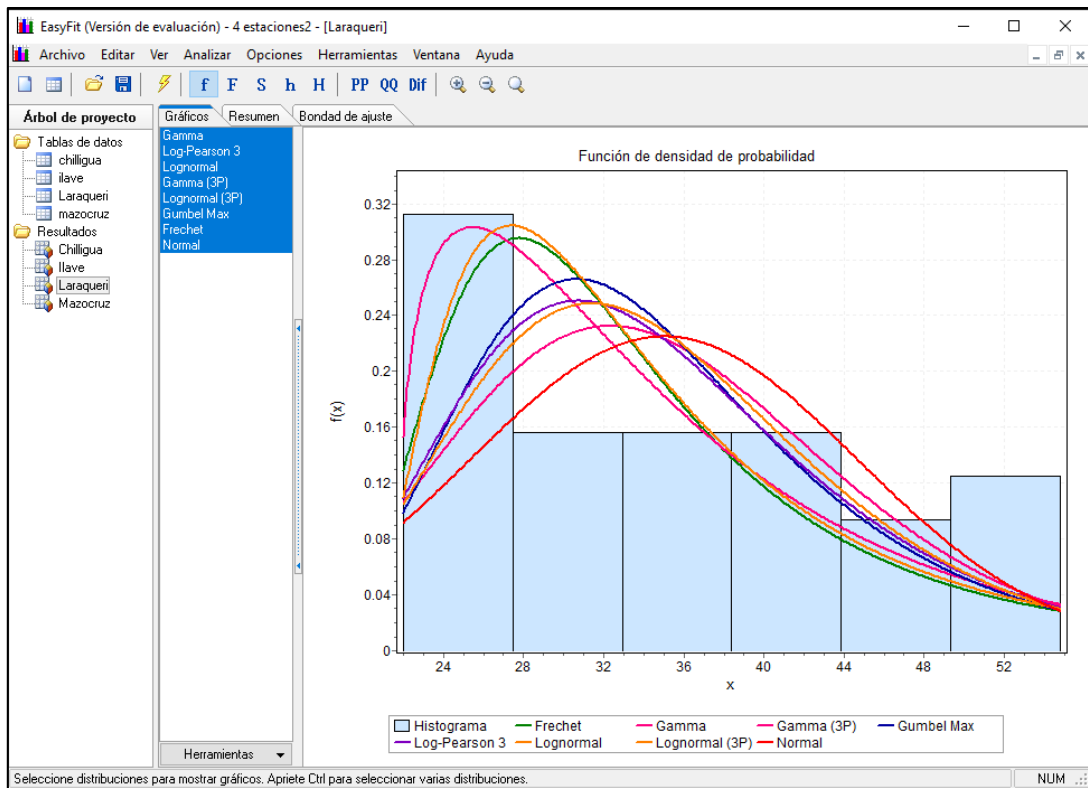 EasyFit (Versión de evaluación) - 4 estaciones2 - [Laraqueri]
Archivo Editar Ver Analizar Opciones Herramientas Ventana Ayuda
f F S h H PP QQ Dif
Árbol de proyecto
Tablas de datos
chilligua
ilave
Laraqueri
mazocruz
Resultados
Chilligua
Ilave
Laraqueri
Mazocruz
Gráficos Resumen Bondad de ajuste
Gamma
Log-Pearson 3
Lognormal
Gamma (3P)
Lognormal (3P)
Gumbel Max
Frechet
Normal
Herramientas
Función de densidad de probabilidad
f(x)
0.32
0.28
0.24
0.2
0.16
0.12
0.08
0.04
0
24 28 32 36 40 44 48 52
x
Histograma Frechet Gamma Gamma (3P) Gumbel Max
Log-Pearson 3 Lognormal Lognormal (3P) Normal
Seleccione distribuciones para mostrar gráficos. Apriete Ctrl para seleccionar varias distribuciones. NUM